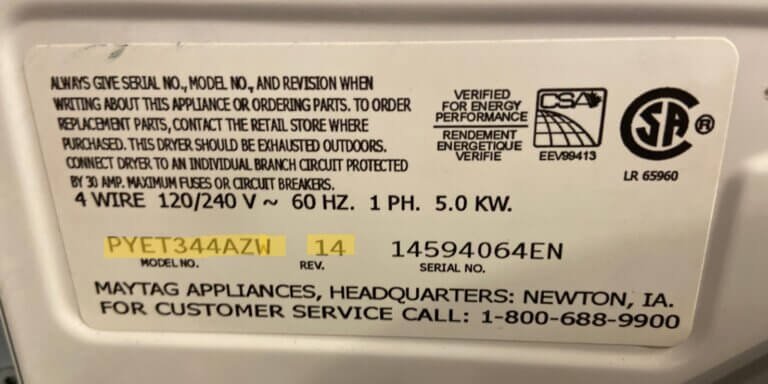 ALWAYS GIVE SERIAL NO., MODEL NO., AND REVISION WHEN
WRITING ABOUT THIS APPLIANCE OR ORDERING PARTS. TO ORDER
REPLACEMENT PARTS, CONTACT THE RETAIL STORE WHERE
PURCHASED. THIS DRYER SHOULD BE EXHAUSTED OUTDOORS.
CONNECT DRYER TO AN INDIVIDUAL BRANCH CIRCUIT PROTECTED
BY 30 AMP. MAXIMUM FUSES OR CIRCUIT BREAKERS.
4 WIRE 120/240 V ~ 60 HZ. 1 PH. 5.0 KW.
VERIFIED
FOR ENERGY
PERFORMANCE
RENDEMENT
ENERGETIQUE
VERIFIE
CSA
EEV99413
SA ®
LR 65960
PYET344AZW 14 14594064EN
MODEL NO. REV. SERIAL NO.
MAYTAG APPLIANCES, HEADQUARTERS: NEWTON, IA.
FOR CUSTOMER SERVICE CALL: 1-800-688-9900